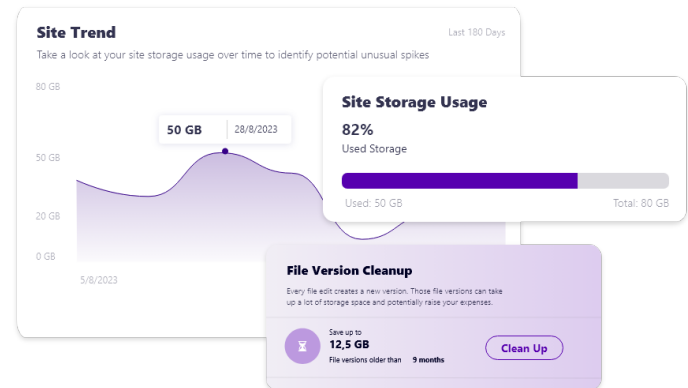 Site Trend
Last 180 Days
Take a look at your site storage usage over time to identify potential unusual spikes
80 GB
50 GB
20 GB
0 GB
50 GB
28/8/2023
5/8/2023
Site Storage Usage
82%
Used Storage
Used: 50 GB
Total: 80 GB
File Version Cleanup
Every file edit creates a new version. Those file versions can take
up a lot of storage space and potentially raise your expenses.
Save up to
12,5 GB
File versions older than 9 months
Clean Up